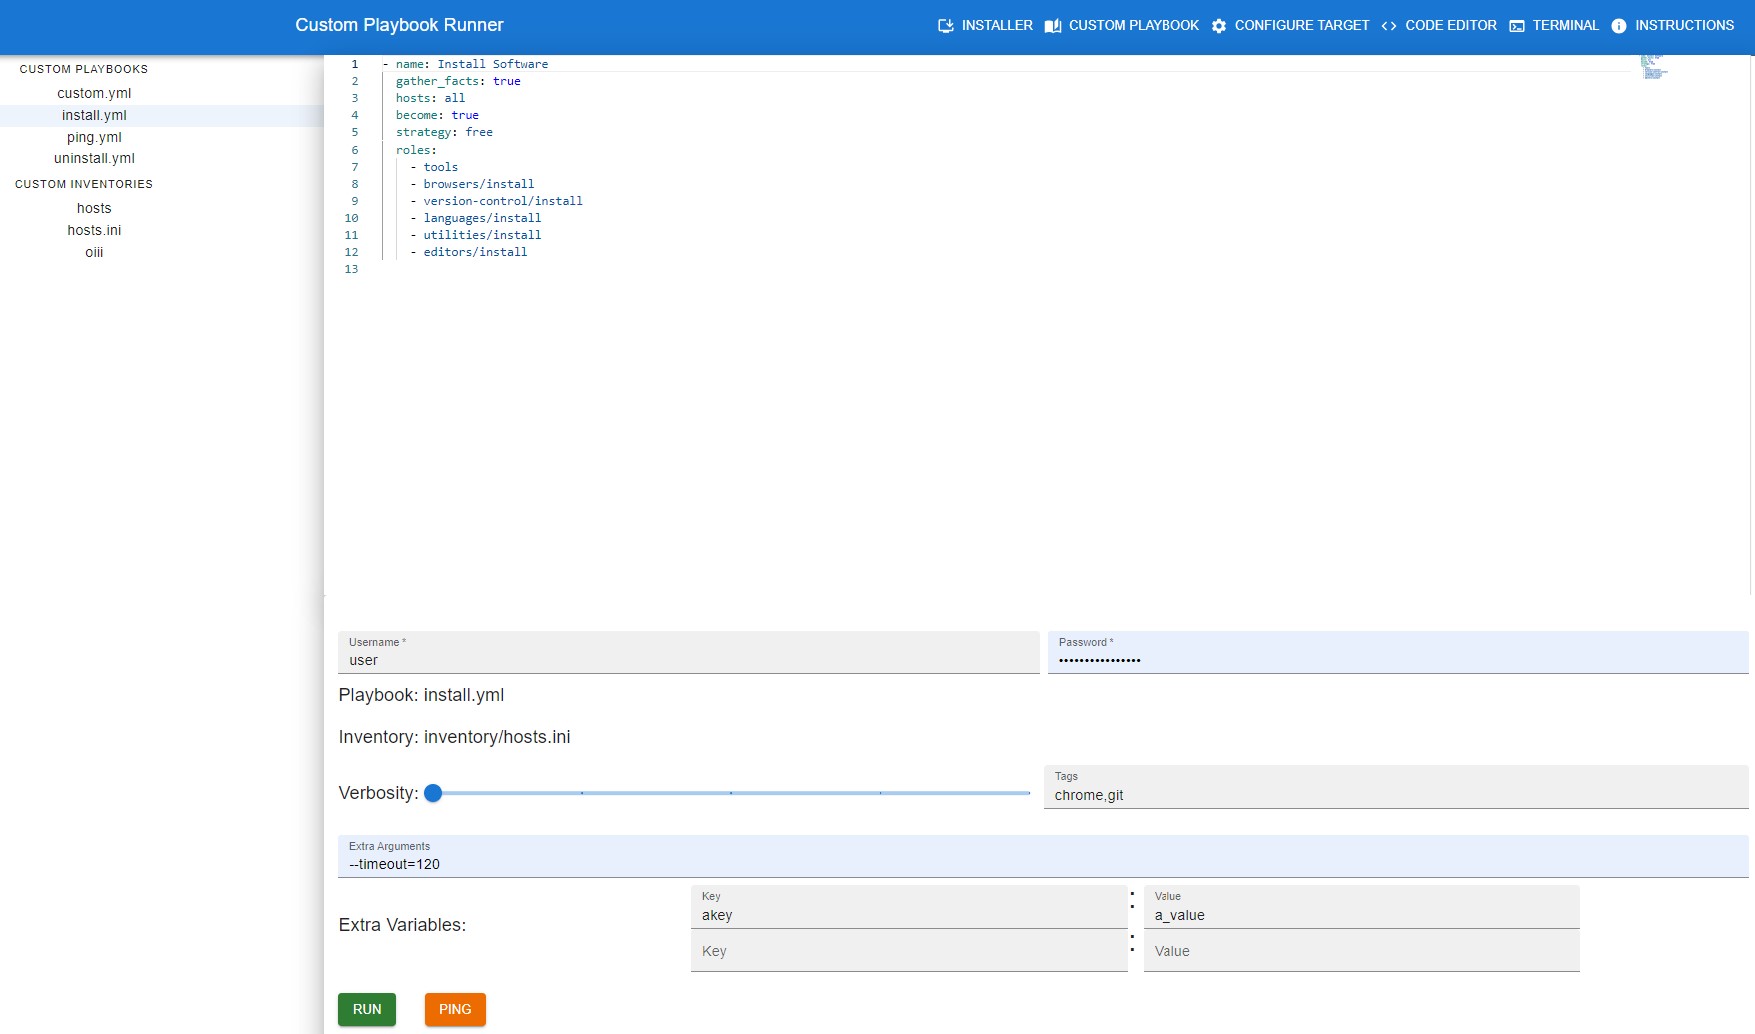 Custom Playbook Runner
INSTALLER CUSTOM PLAYBOOK CONFIGURE TARGET CODE EDITOR TERMINAL INSTRUCTIONS
CUSTOM PLAYBOOKS
custom.yml
install.yml
ping.yml
uninstall.yml
CUSTOM INVENTORIES
hosts
hosts.ini
oiii
1 - name: Install Software
2 gather_facts: true
3 hosts: all
4 become: true
5 strategy: free
6 roles:
7 - tools
8 - browsers/install
9 - version-control/install
10 - languages/install
11 - utilities/install
12 - editors/install
13
Username *
user
Password *
••••••••••••••••
Playbook: install.yml
Inventory: inventory/hosts.ini
Verbosity:
Tags
chrome,git
Extra Arguments
--timeout=120
Extra Variables:
Key : Value
akey a_value
Key : Value
RUN PING